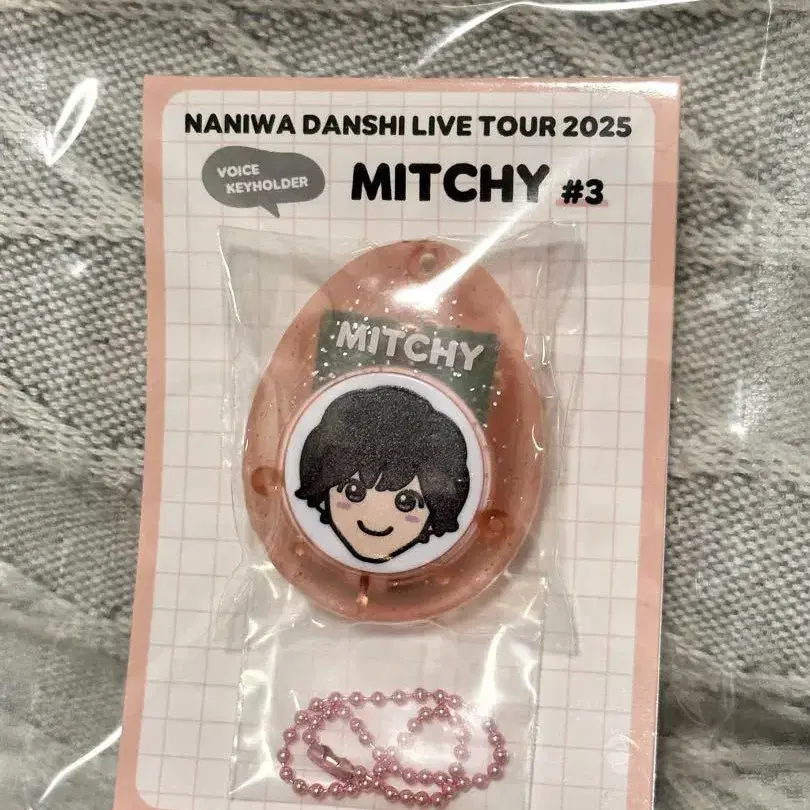 NANIWA DANSHI LIVE TOUR 2025
VOICE
KEYHOLDER
MITCHY #3
MITCHY